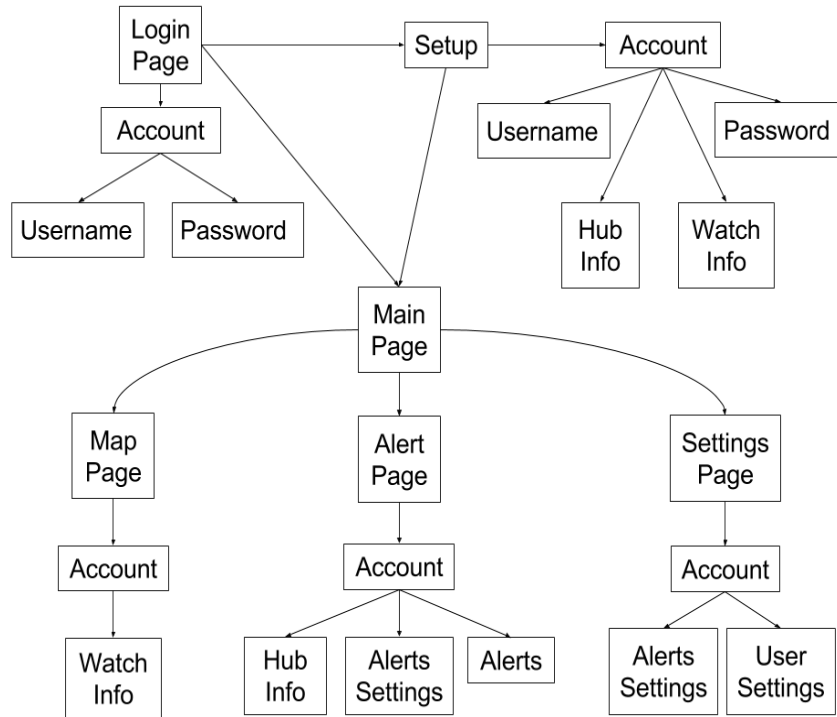 Login
Page
Setup
Account
Account
Username
Password
Username
Password
Hub
Info
Watch
Info
Main
Page
Map
Page
Alert
Page
Settings
Page
Account
Account
Account
Watch
Info
Hub
Info
Alerts
Settings
Alerts
Alerts
Settings
User
Settings